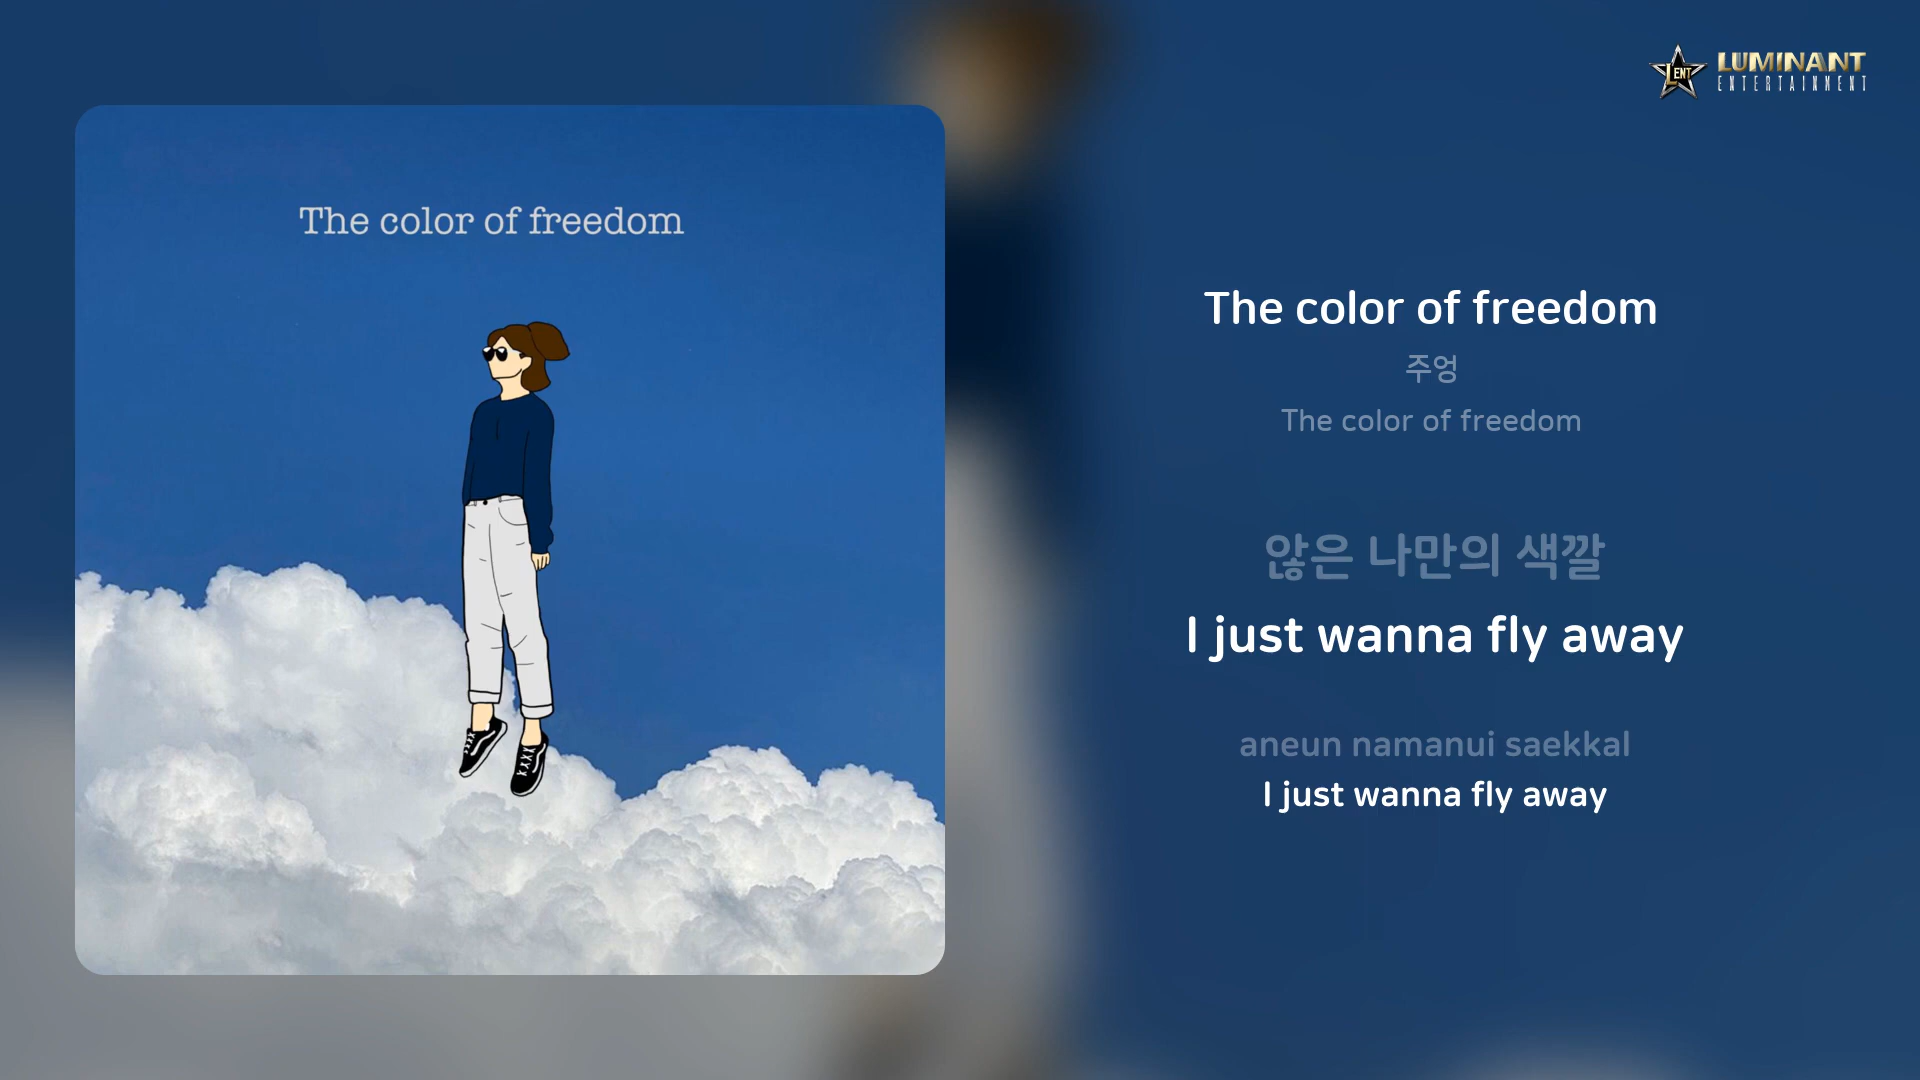 LENT
LUMINANT
ENTERTAINMENT
The color of freedom
The color of freedom
주엉
The color of freedom
않은 나만의 색깔
I just wanna fly away
aneun namanui saekkal
I just wanna fly away